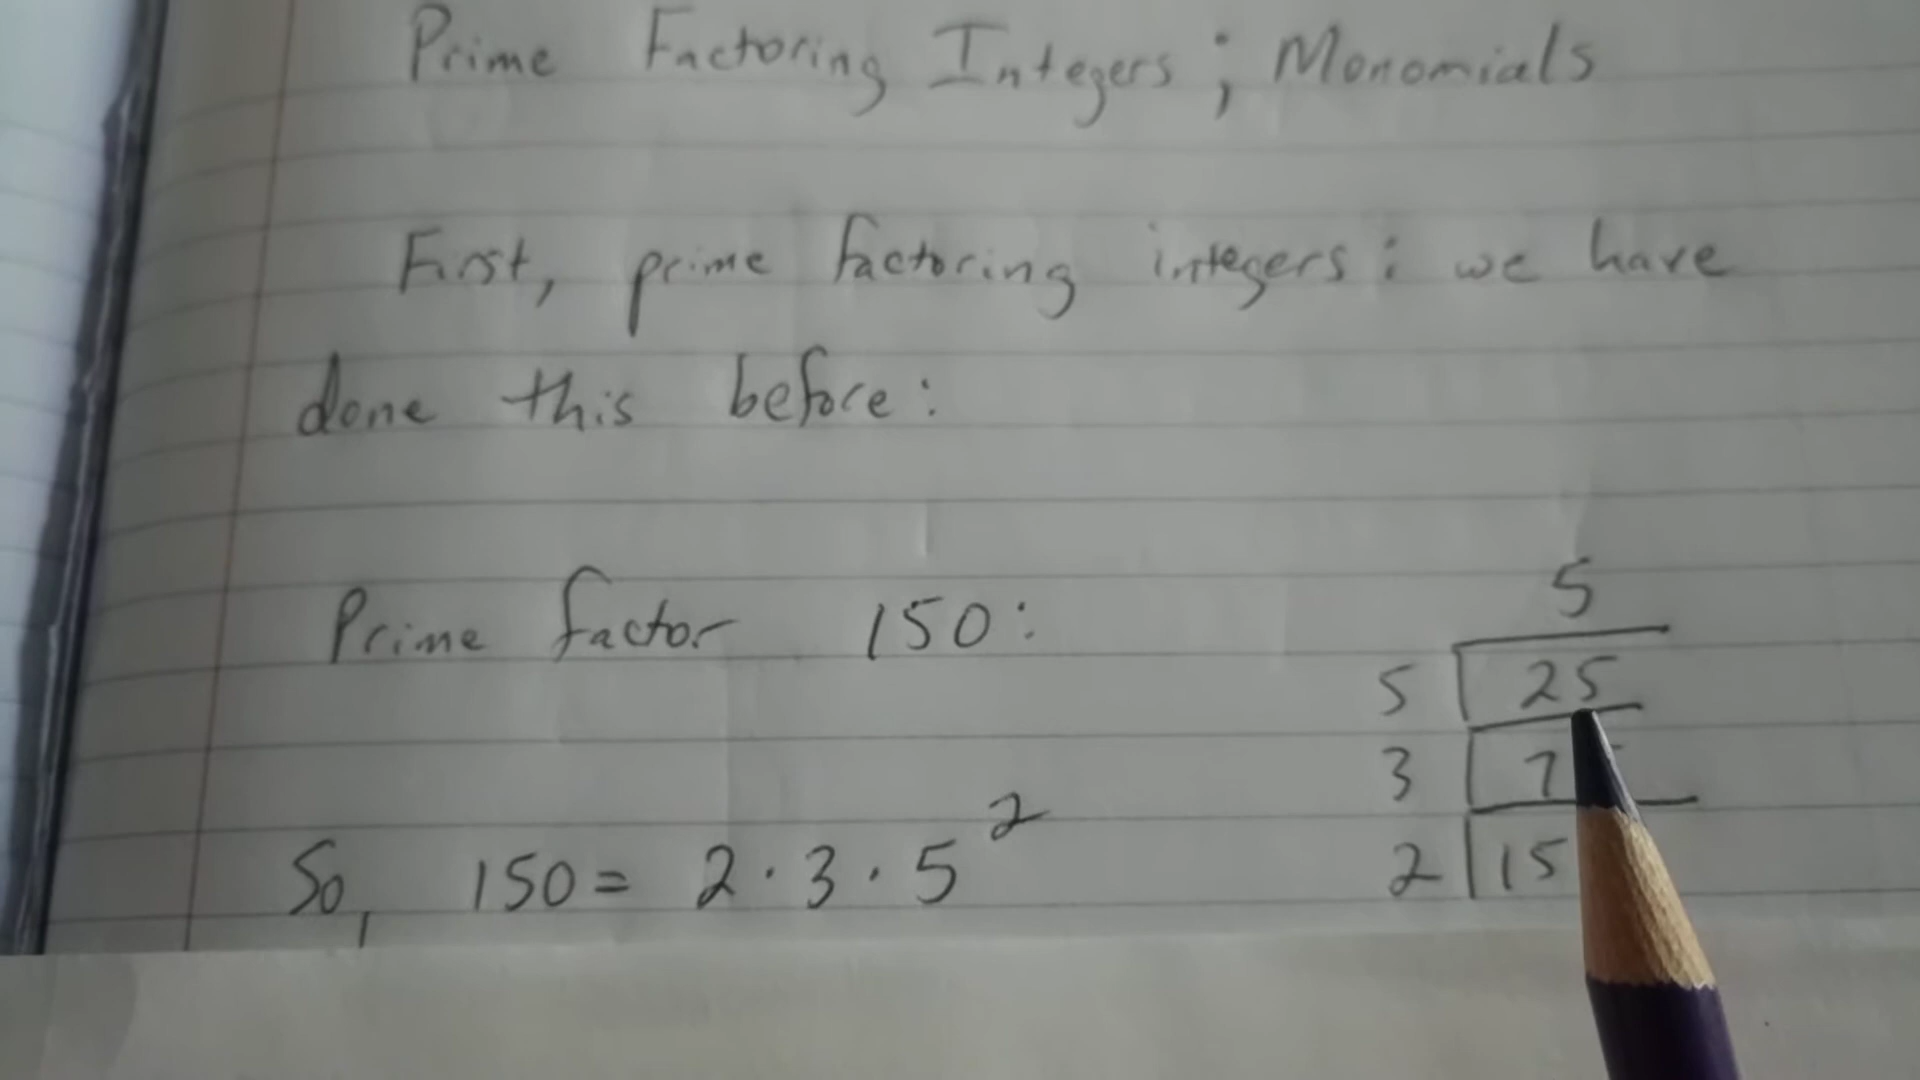 Prime Factoring Integers; Monomials
First, prime factoring integers: we have
done this before:
Prime factor 150:
5
5 25
3 7
2 15
So, 150 = 2 · 3 · 5²